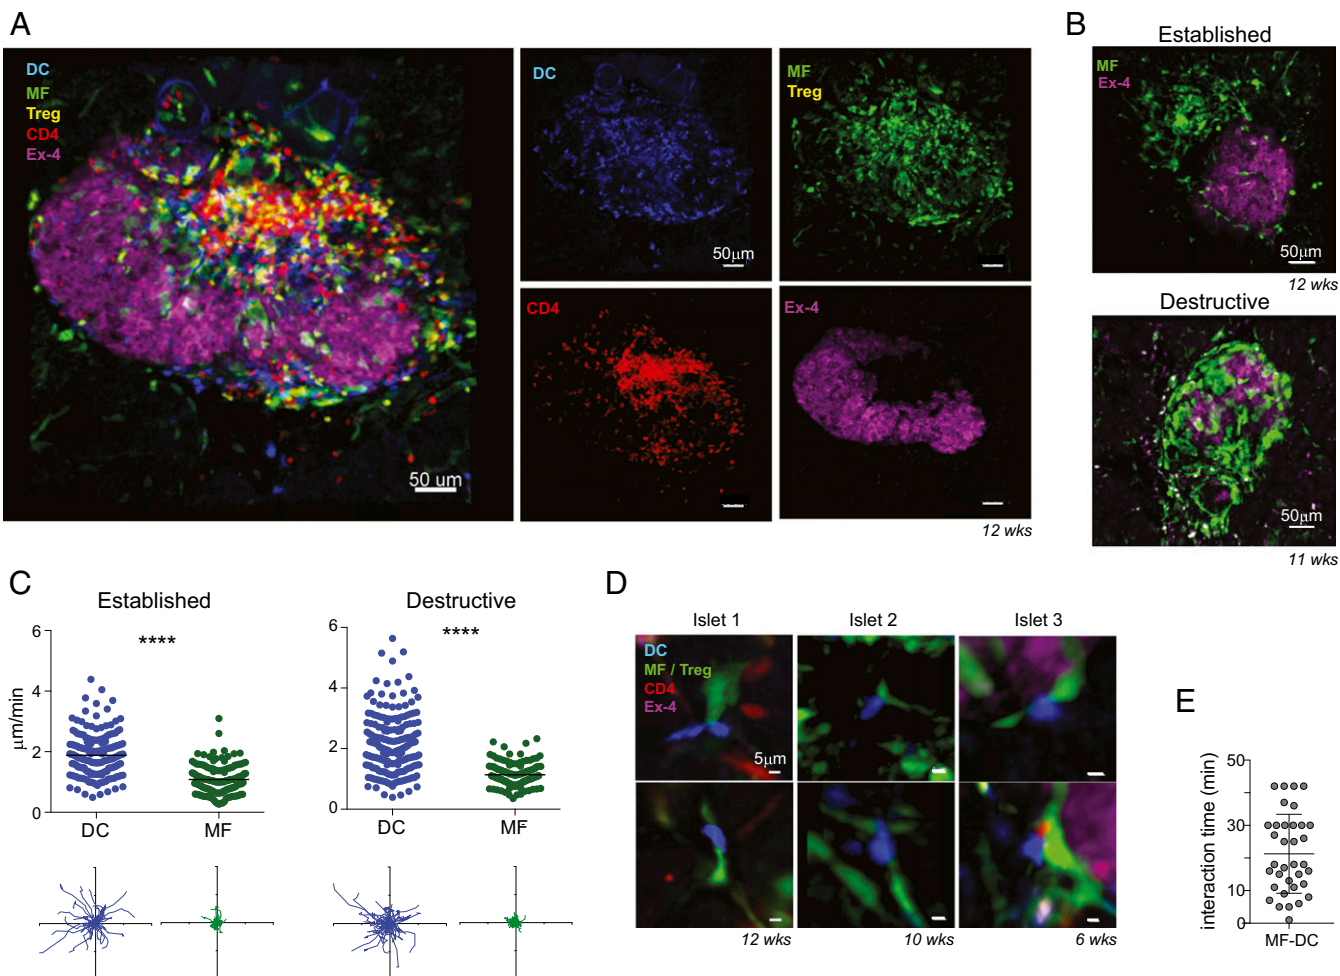 A
DC
MF
Treg
CD4
Ex-4
50 um
DC
50μm
MF
Treg
CD4
Ex-4
12 wks
B
Established
MF
Ex-4
50μm
12 wks
Destructive
50μm
11 wks
C
Established
Destructive
μm/min
6
4
2
0
****
DC
MF
6
4
2
0
****
DC
MF
D
Islet 1
Islet 2
Islet 3
DC
MF / Treg
CD4
Ex-4
5μm
12 wks
10 wks
6 wks
E
interaction time (min)
50
30
10
0
MF-DC